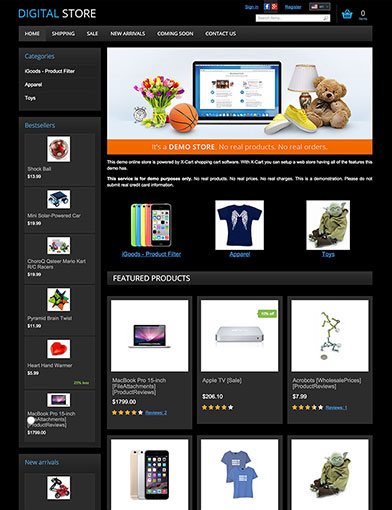 DIGITAL STORE
Sign in
Register
0
items
HOME SHIPPING SALE NEW ARRIVALS COMING SOON CONTACT US
Categories
iGoods - Product Filter
Apparel
Toys
It's a DEMO STORE. No real products. No real orders.
This demo online store is powered by X-Cart shopping cart software. With X-Cart you can setup a web store having all of the features this
demo has.
This service is for demo purposes only. No real products. No real prices. No real charges. This is a demonstration. Please do not
submit real credit card information.
iGoods - Product Filter
Apparel
Toys
Bestsellers
Shock Ball
$13.99
Mini Solar-Powered Car
$19.99
ChoroQ Qsteer Mario Kart
R/C Racers
$19.99
Pyramid Brain Twist
$11.99
Heart Hand Warmer
$5.99
20% less
MacBook Pro 15-inch
[FileAttachments]
[ProductReviews]
$1799.00
New arrivals
FEATURED PRODUCTS
MacBook Pro 15-inch
[FileAttachments]
[ProductReviews]
$1799.00
Reviews: 2
Apple TV [Sale]
$206.10
Acrobots [WholesalePrices]
[ProductReviews]
$7.99
Reviews: 1